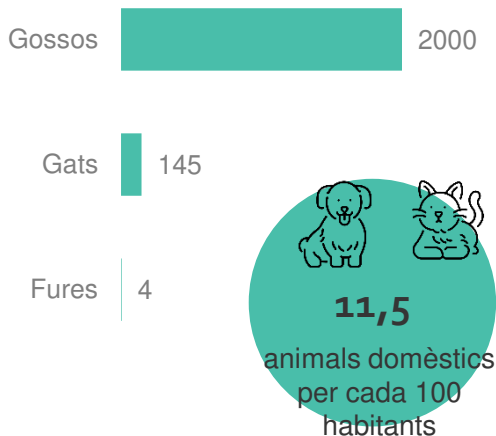 Gossos 2000
Gats 145
Fures 4
11,5
animals domèstics
per cada 100
habitants